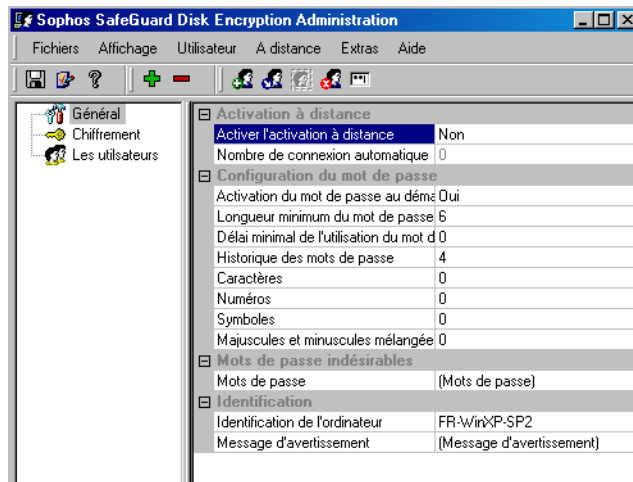 Sophos SafeGuard Disk Encryption Administration
Fichiers Affichage Utilisateur A distance Extras Aide
Général
Chiffrement
Les utilsateurs
Activation à distance
Activer l'activation à distance Non
Nombre de connexion automatique 0
Configuration du mot de passe
Activation du mot de passe au déma Oui
Longueur minimum du mot de passe 6
Délai minimal de l'utilisation du mot d 0
Historique des mots de passe 4
Caractères 0
Numéros 0
Symboles 0
Majuscules et minuscules mélangée 0
Mots de passe indésirables
Mots de passe (Mots de passe)
Identification
Identification de l'ordinateur FR-WinXP-SP2
Message d'avertissement (Message d'avertissement)